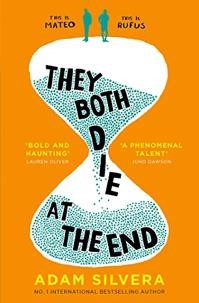 THIS IS MATEO
THIS IS RUFUS
THEY
BOTH
DIE
AT THE
END
'BOLD AND HAUNTING'
LAUREN OLIVER
'A PHENOMENAL TALENT'
JUNO DAWSON
ADAM SILVERA
NO. 1 INTERNATIONAL BESTSELLING AUTHOR